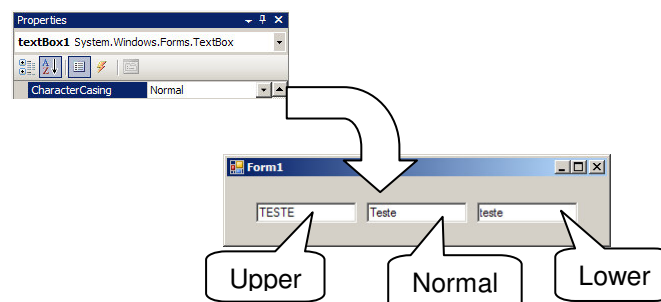 Properties
textBox1 System.Windows.Forms.TextBox
CharacterCasing Normal
Form1
TESTE Teste teste
Upper Normal Lower